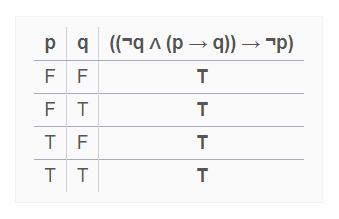 p q ((¬q ∧ (p → q)) → ¬p)
F F T
F T T
T F T
T T T